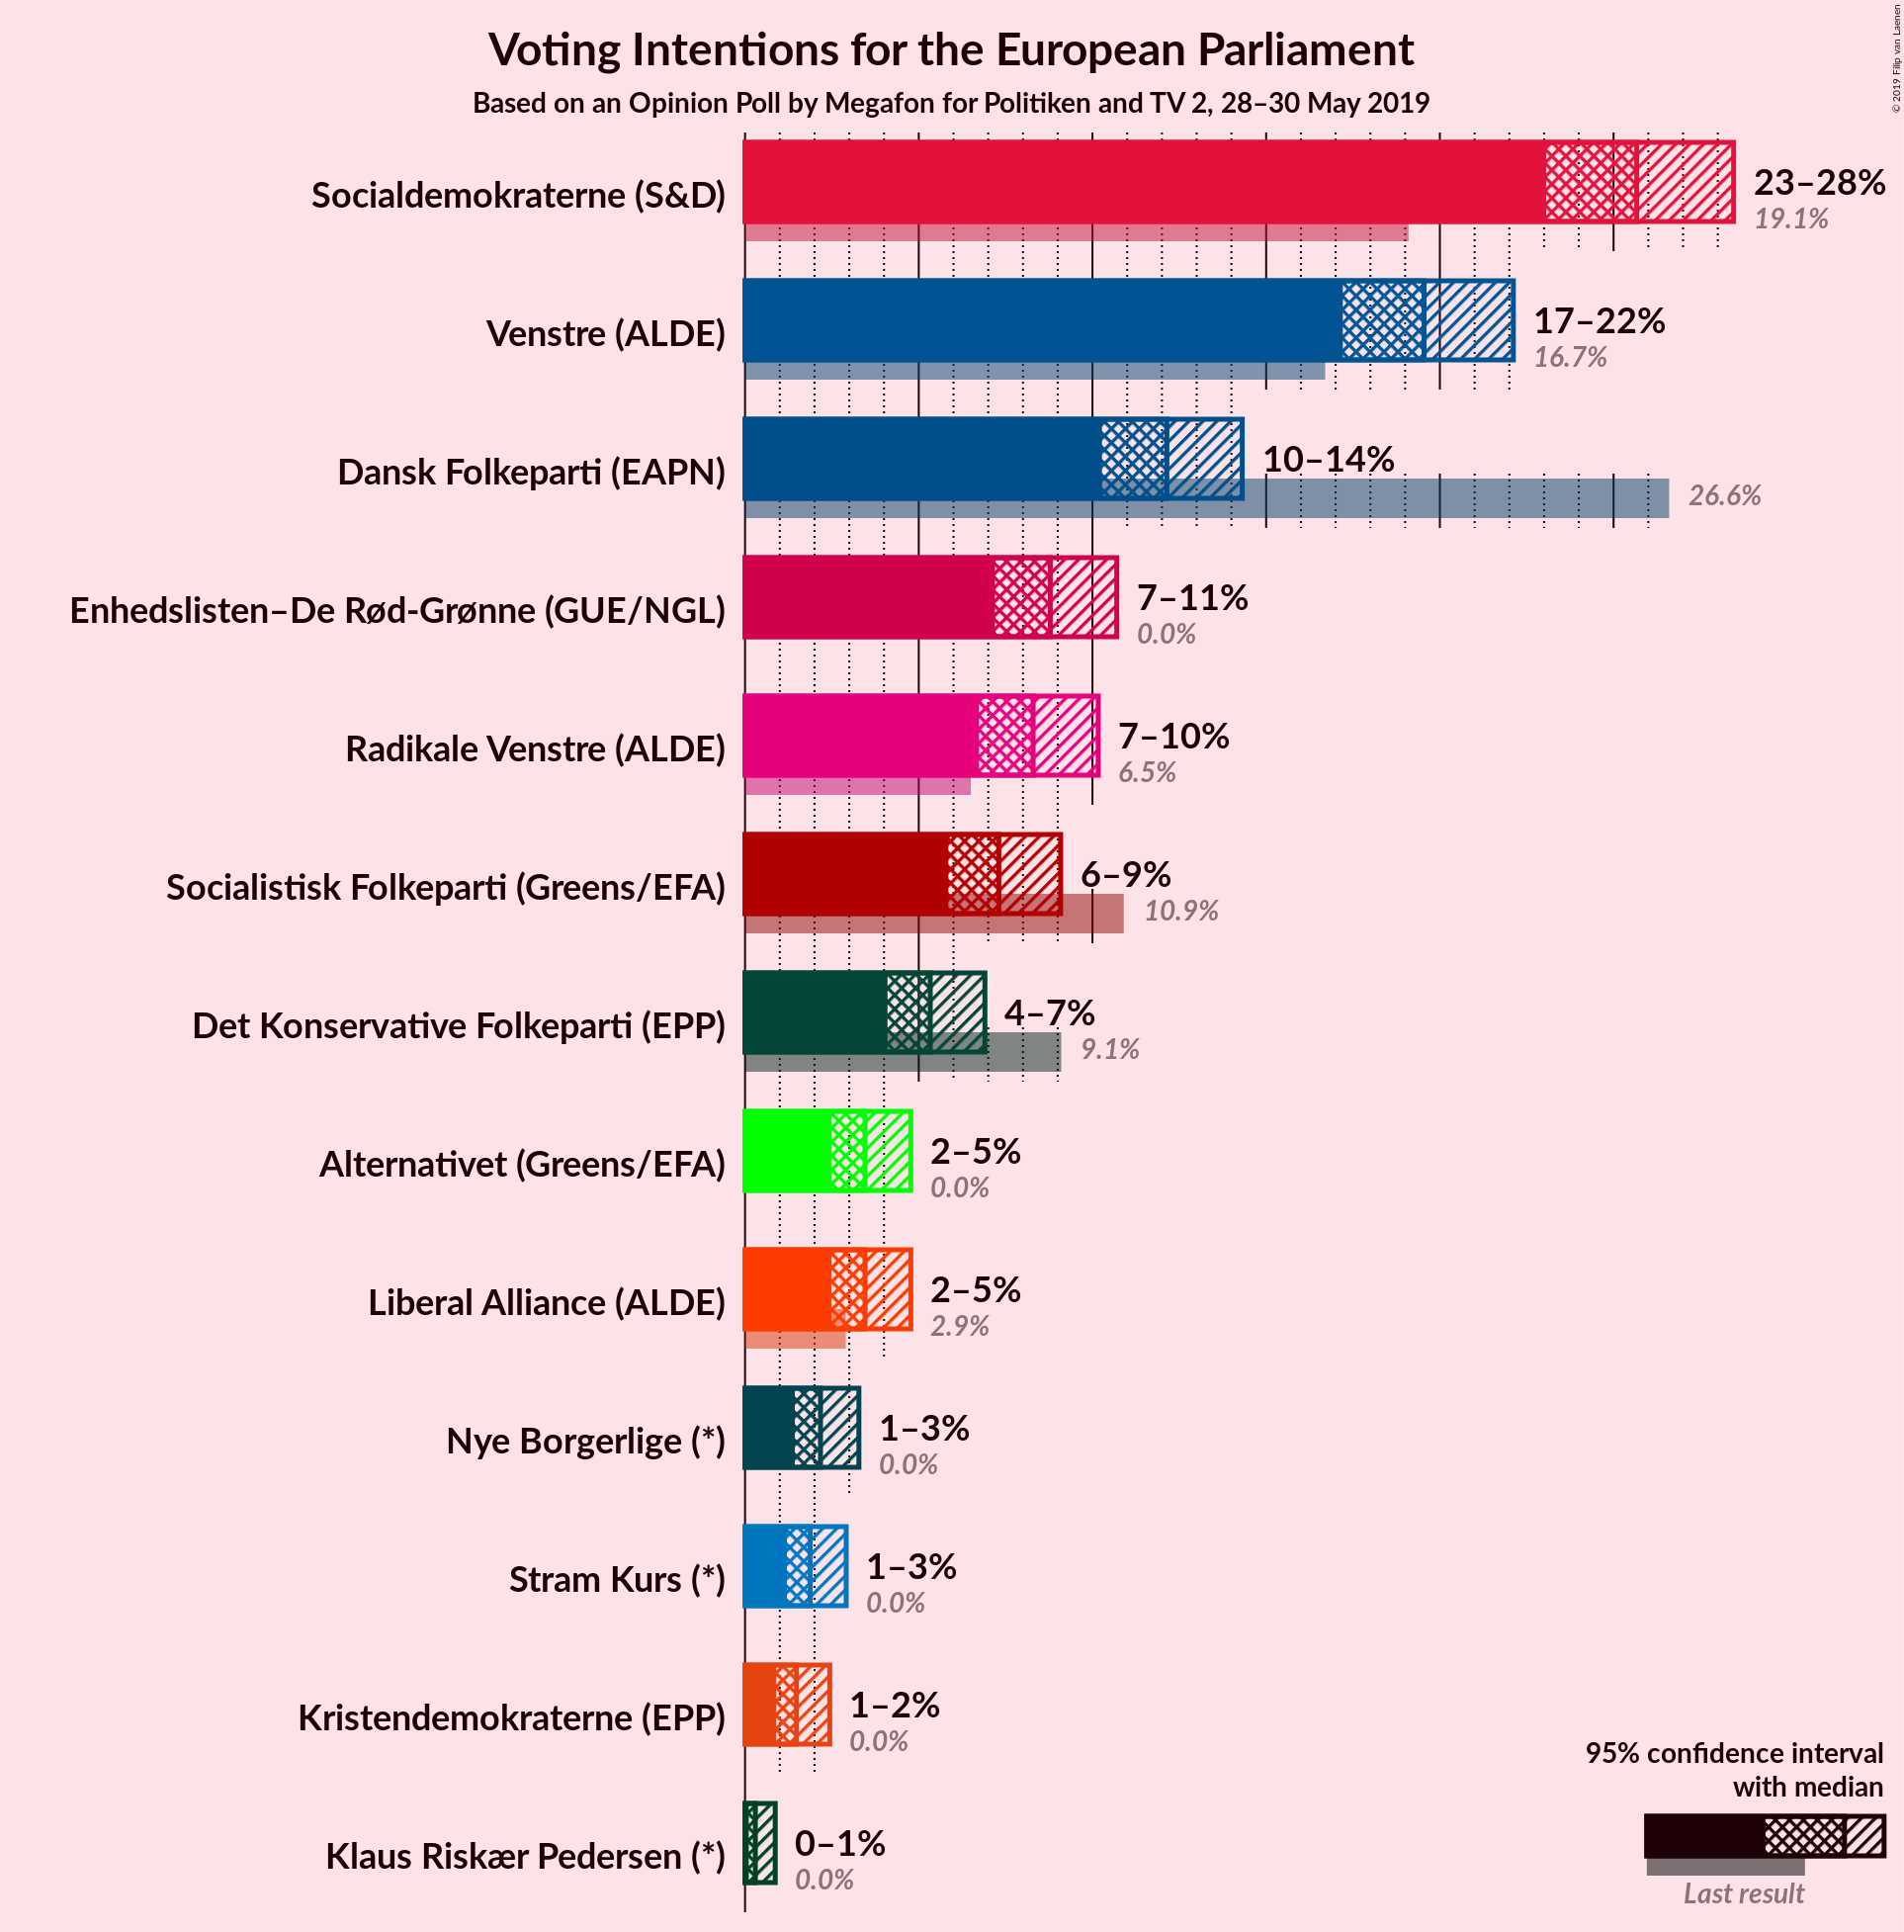 Voting Intentions for the European Parliament
Based on an Opinion Poll by Megafon for Politiken and TV 2, 28–30 May 2019
© 2019 Filip van Laenen
Socialdemokraterne (S&D)
23–28%
19.1%
Venstre (ALDE)
17–22%
16.7%
Dansk Folkeparti (EAPN)
10–14%
26.6%
Enhedslisten–De Rød-Grønne (GUE/NGL)
7–11%
0.0%
Radikale Venstre (ALDE)
7–10%
6.5%
Socialistisk Folkeparti (Greens/EFA)
6–9%
10.9%
Det Konservative Folkeparti (EPP)
4–7%
9.1%
Alternativet (Greens/EFA)
2–5%
0.0%
Liberal Alliance (ALDE)
2–5%
2.9%
Nye Borgerlige (*)
1–3%
0.0%
Stram Kurs (*)
1–3%
0.0%
Kristendemokraterne (EPP)
1–2%
0.0%
Klaus Riskær Pedersen (*)
0–1%
0.0%
95% confidence interval
with median
Last result